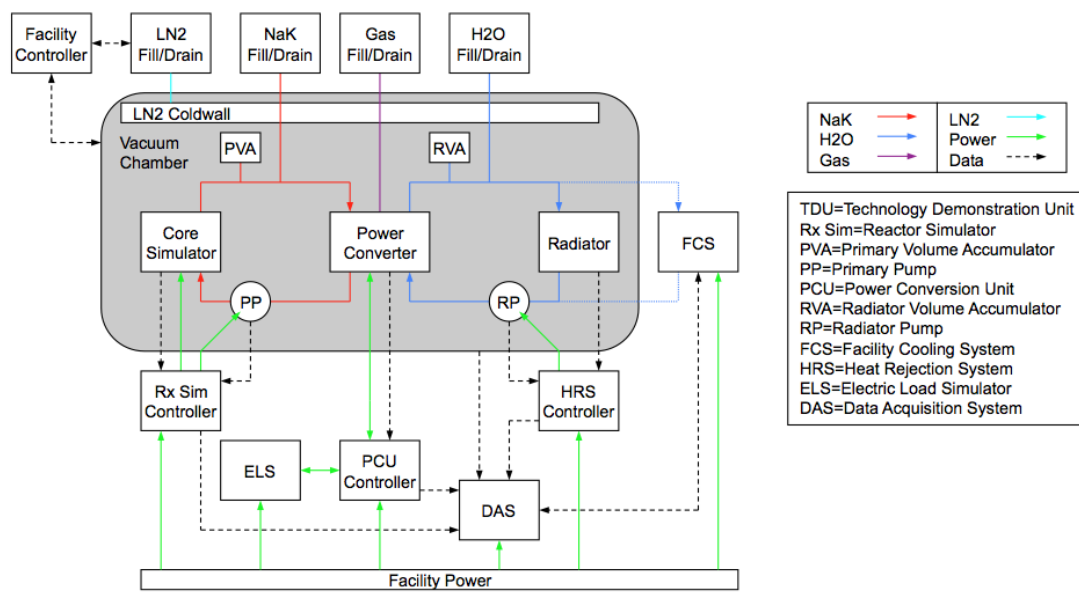 Facility
Controller
LN2
Fill/Drain
NaK
Fill/Drain
Gas
Fill/Drain
H2O
Fill/Drain
LN2 Coldwall
Vacuum
Chamber
PVA
RVA
Core
Simulator
Power
Converter
Radiator
FCS
PP
RP
Rx Sim
Controller
HRS
Controller
ELS
PCU
Controller
DAS
Facility Power
NaK
H2O
Gas
LN2
Power
Data
TDU=Technology Demonstration Unit
Rx Sim=Reactor Simulator
PVA=Primary Volume Accumulator
PP=Primary Pump
PCU=Power Conversion Unit
RVA=Radiator Volume Accumulator
RP=Radiator Pump
FCS=Facility Cooling System
HRS=Heat Rejection System
ELS=Electric Load Simulator
DAS=Data Acquisition System